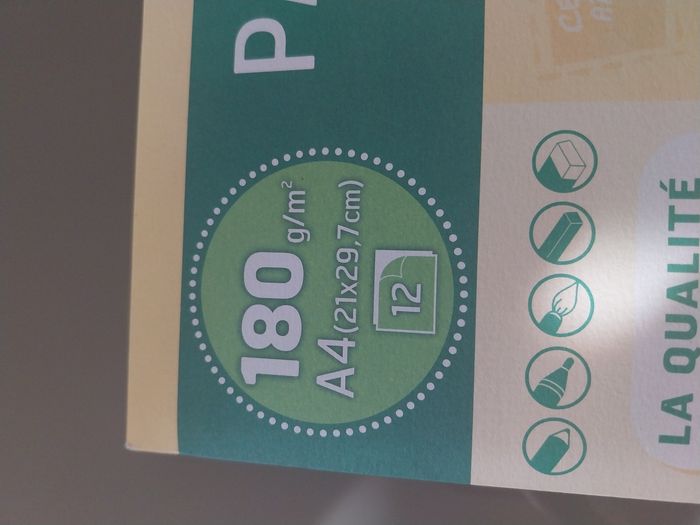 180 g/m²
A4 (21x29,7cm)
12
LA QUALITÉ